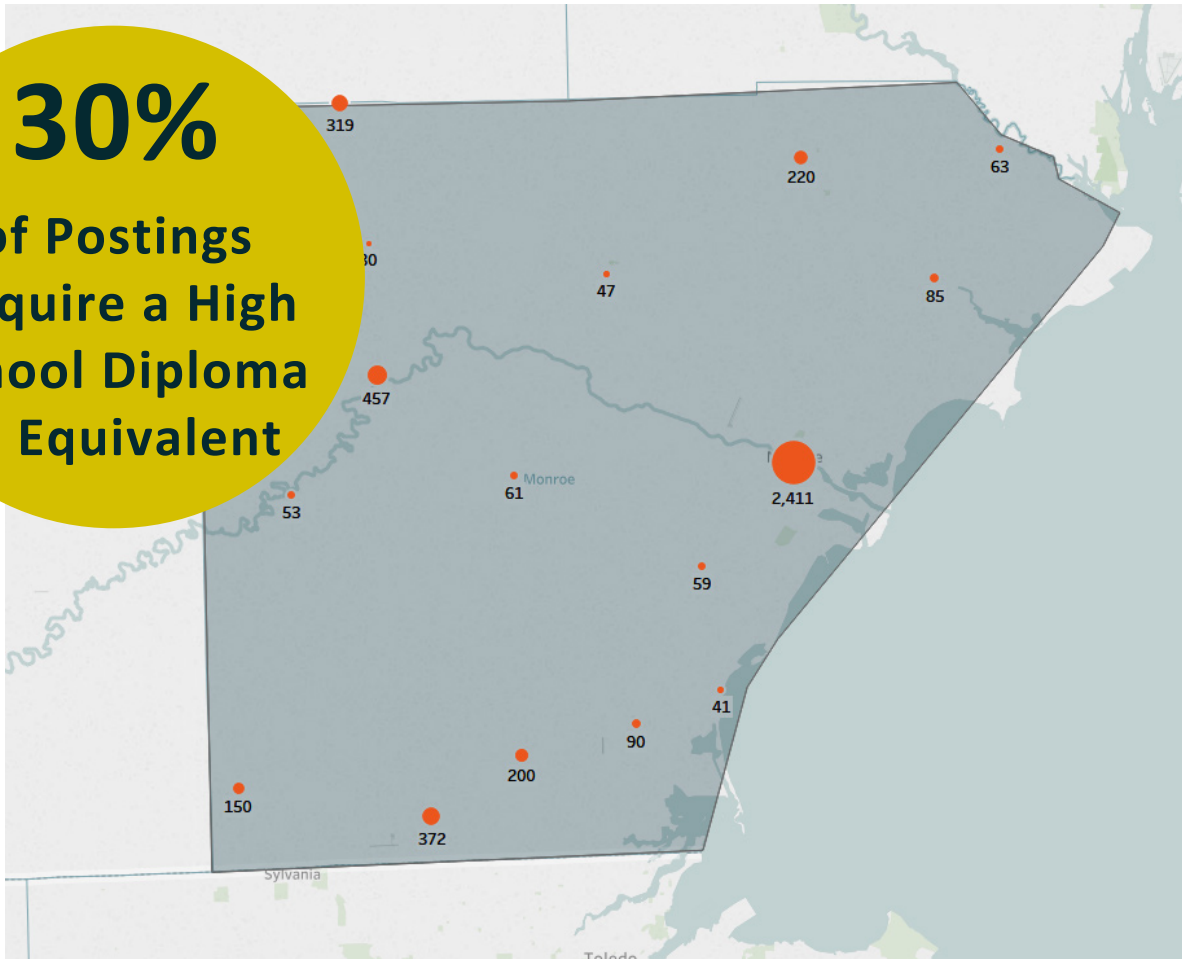 30%
of Postings
quire a High
hool Diploma
Equivalent
319
220
63
47
85
457
61
Monroe
2,411
53
59
41
90
200
150
372
Sylvania
Toledo